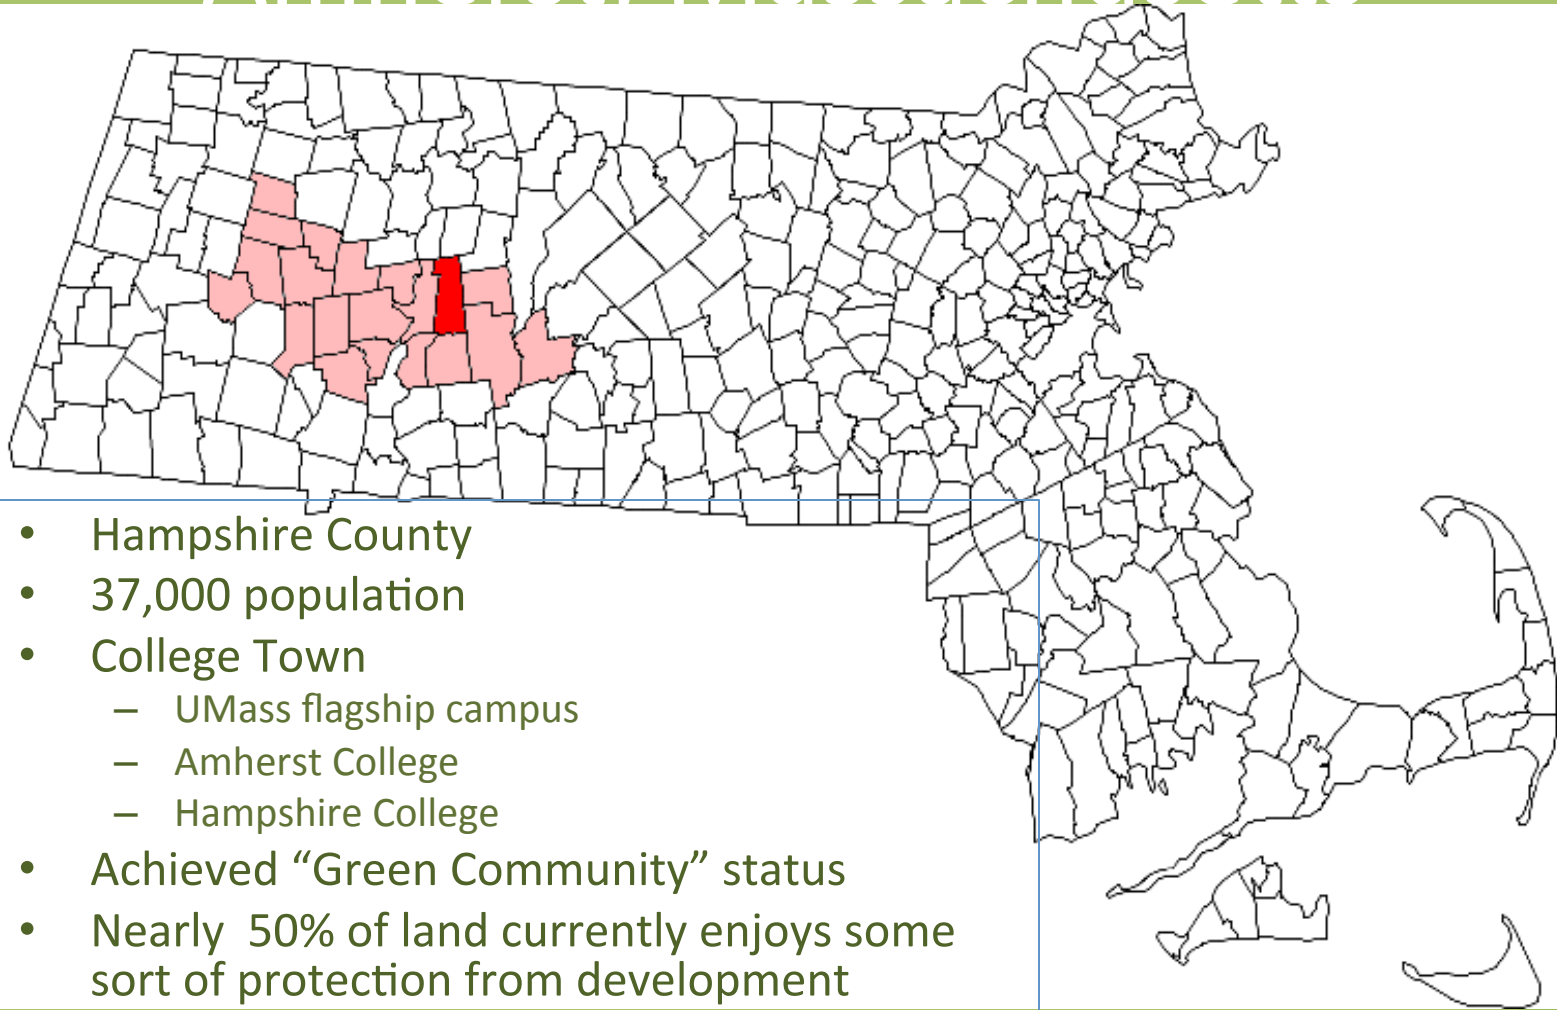 • Hampshire County
• 37,000 population
• College Town
– UMass flagship campus
– Amherst College
– Hampshire College
• Achieved “Green Community” status
• Nearly  50% of land currently enjoys some
sort of protection from development